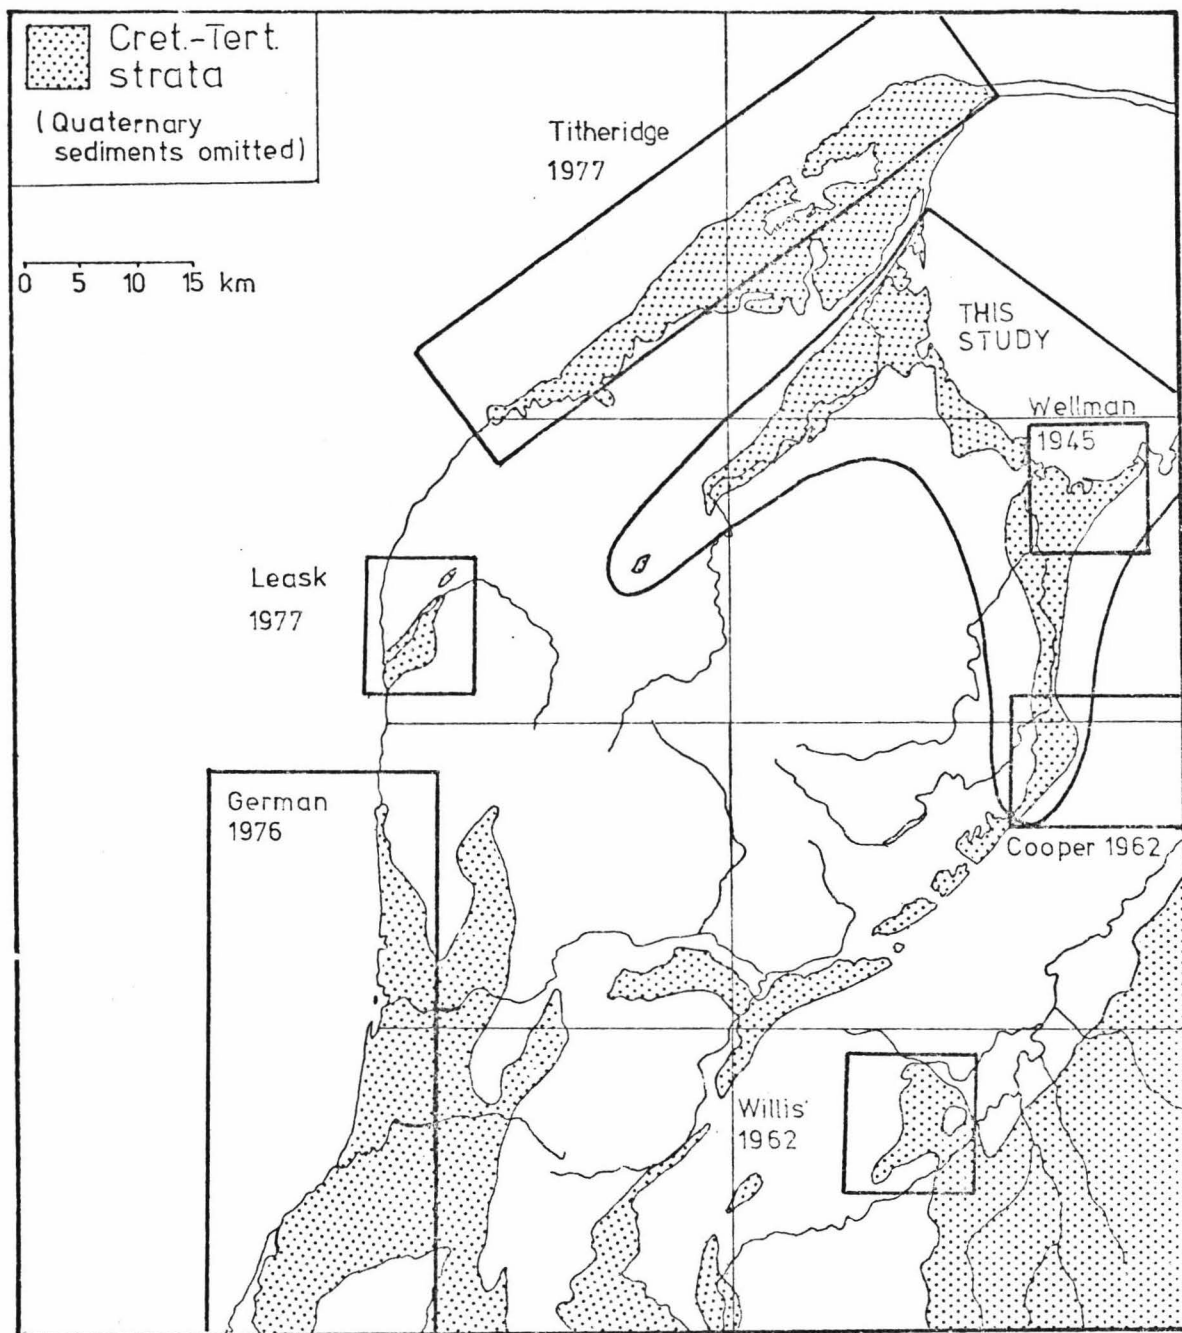 Cret.-Tert.
strata
(Quaternary
sediments omitted)
Titheridge
1977
0 5 10 15 km
THIS
STUDY
Wellman
1945
Leask
1977
German
1976
Cooper 1962
Willis
1962